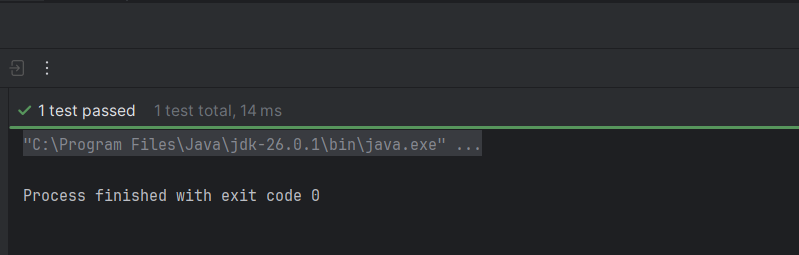 1 test passed 1 test total, 14 ms
"C:\Program Files\Java\jdk-26.0.1\bin\java.exe" ...
Process finished with exit code 0